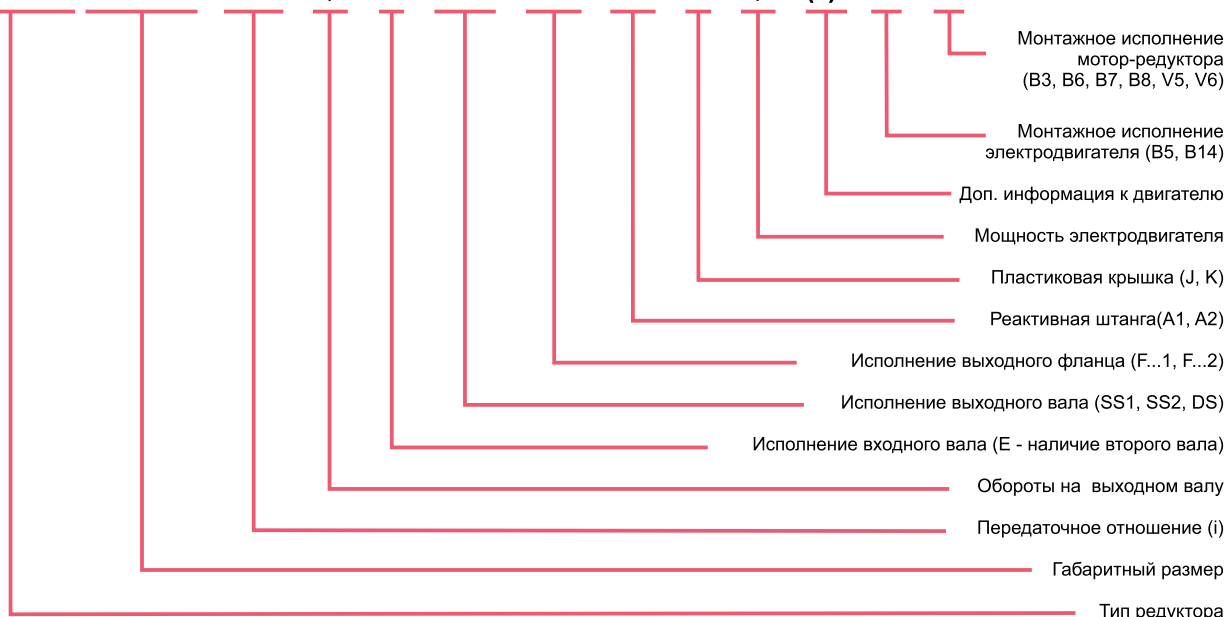 Монтажное исполнение
мотор-редуктора
(B3, B6, B7, B8, V5, V6)
Монтажное исполнение
электродвигателя (B5, B14)
Доп. информация к двигателю
Мощность электродвигателя
Пластиковая крышка (J, K)
Реактивная штанга(A1, A2)
Исполнение выходного фланца (F...1, F...2)
Исполнение выходного вала (SS1, SS2, DS)
Исполнение входного вала (E - наличие второго вала)
Обороты на  выходном валу
Передаточное отношение (i)
Габаритный размер
Тип редуктора